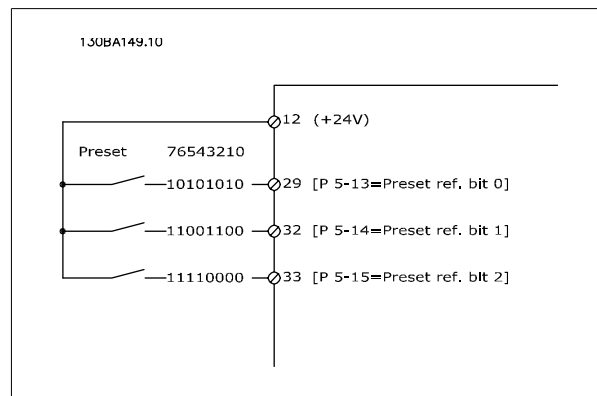 130BA149.10
12 (+24V)
Preset 76543210
10101010 29 [P 5-13=Preset ref. bit 0]
11001100 32 [P 5-14=Preset ref. bit 1]
11110000 33 [P 5-15=Preset ref. bit 2]